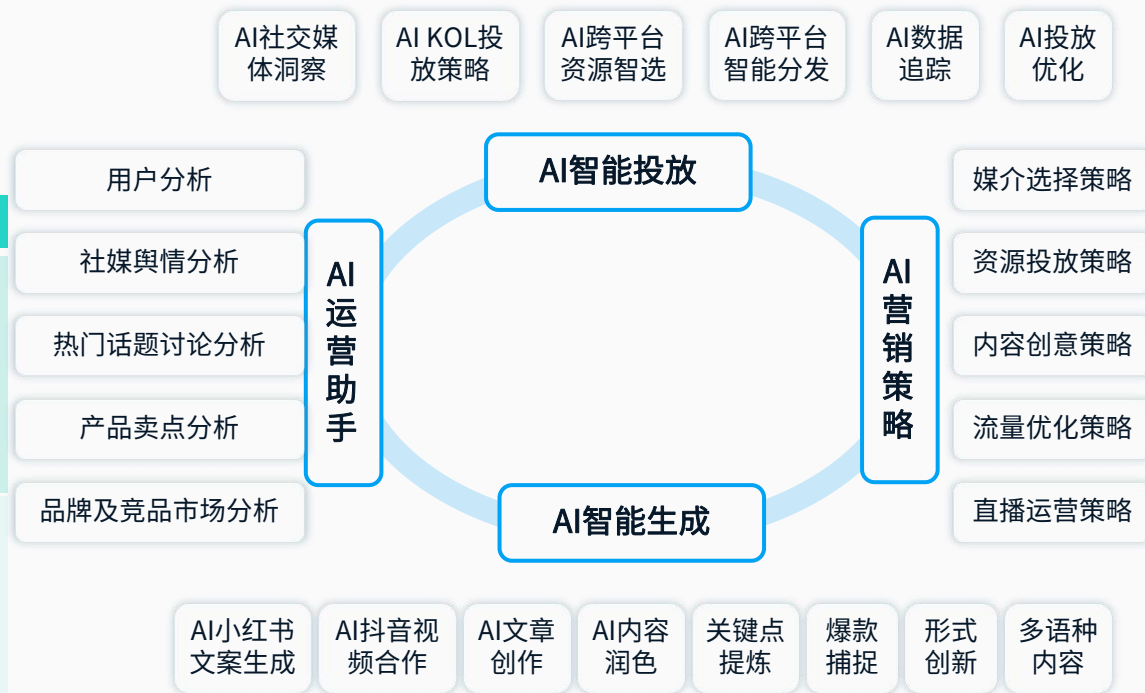 AI社交媒
体洞察
AI KOL投
放策略
AI跨平台
资源智选
AI跨平台
智能分发
AI数据
追踪
AI投放
优化
AI智能投放
用户分析
社媒舆情分析
热门话题讨论分析
产品卖点分析
品牌及竞品市场分析
AI
运
营
助
手
AI
营
销
策
略
媒介选择策略
资源投放策略
内容创意策略
流量优化策略
直播运营策略
AI智能生成
AI小红书
文案生成
AI抖音视
频合作
AI文章
创作
AI内容
润色
关键点
提炼
爆款
捕捉
形式
创新
多语种
内容